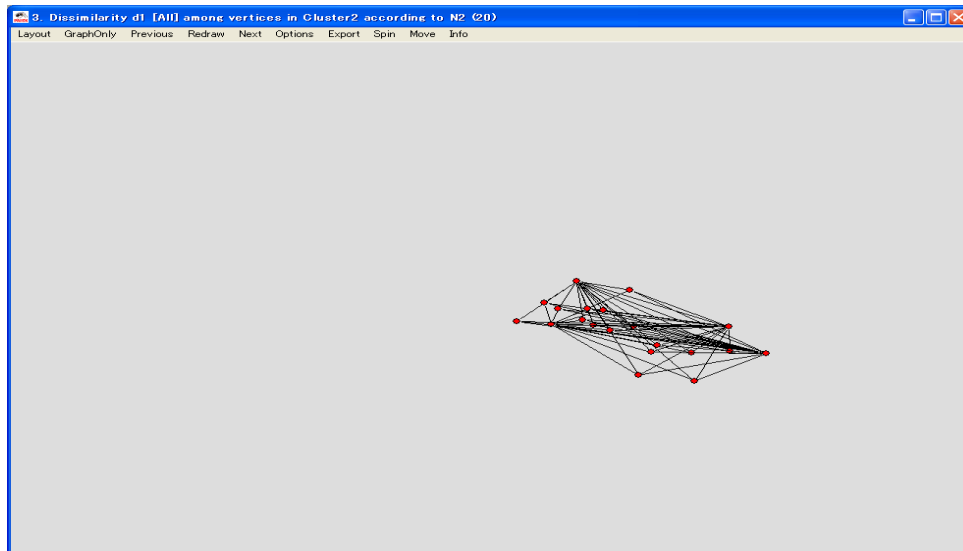 3. Dissimilarity d1 [All] among vertices in Cluster2 according to N2 (20)
Layout GraphOnly Previous Redraw Next Options Export Spin Move Info